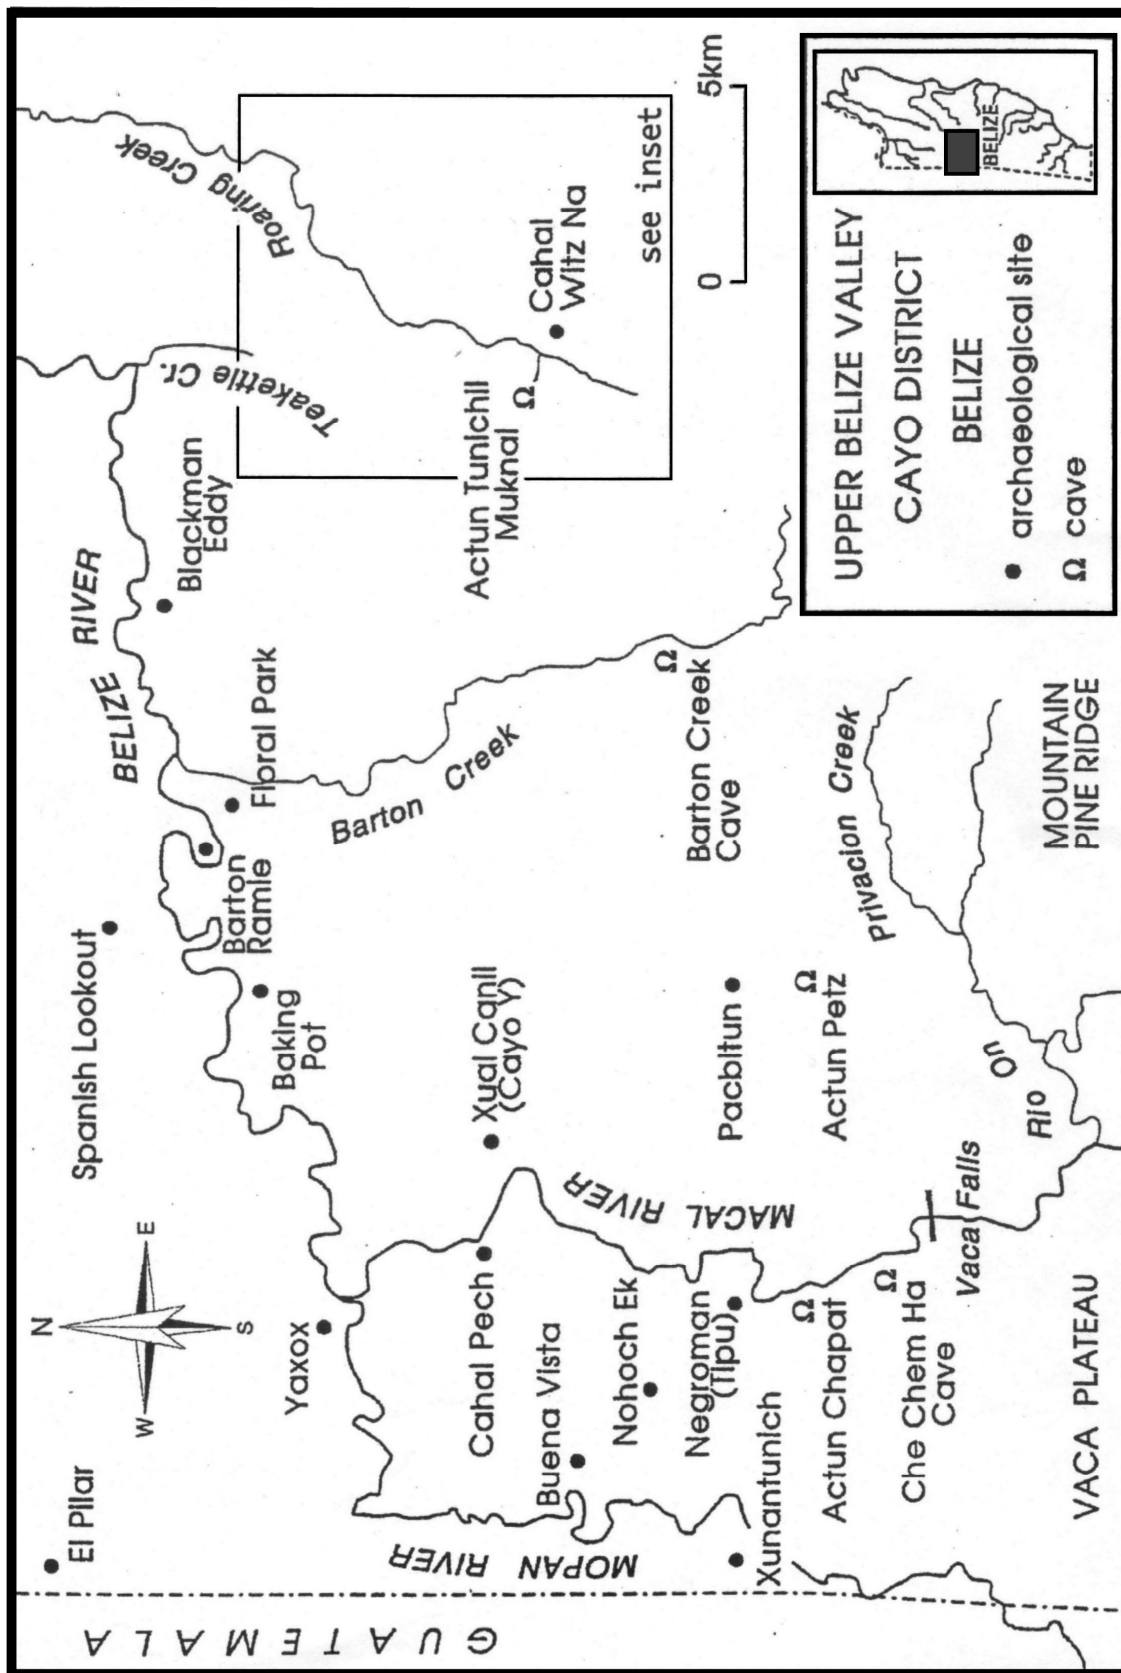 GUATEMALA
El Pilar
N
W
E
S
Spanish Lookout
BELIZE RIVER
Blackman
Eddy
Teakettle Cr.
Roaring Creek
Yaxox
Baking
Pot
Barton
Ramie
Floral Park
Barton Creek
MOPAN RIVER
Cahal Pech
Buena Vista
Xual Canil
(Cayo Y)
Actun Tunichil
Muknal
Ω
Cahal
Witz Na
see inset
Nohoch Ek
MACAL RIVER
Negroman
(Tipu)
Xunantunich
Pacbitun
Barton Creek
Cave
Ω
0
5km
Actun Chapat
Ω
Actun Petz
Ω
Che Chem Ha
Cave
Ω
Vaca Falls
Privacion Creek
Rio On
VACA PLATEAU
MOUNTAIN
PINE RIDGE
UPPER BELIZE VALLEY
CAYO DISTRICT
BELIZE
archaeological site
Ω cave
BELIZE